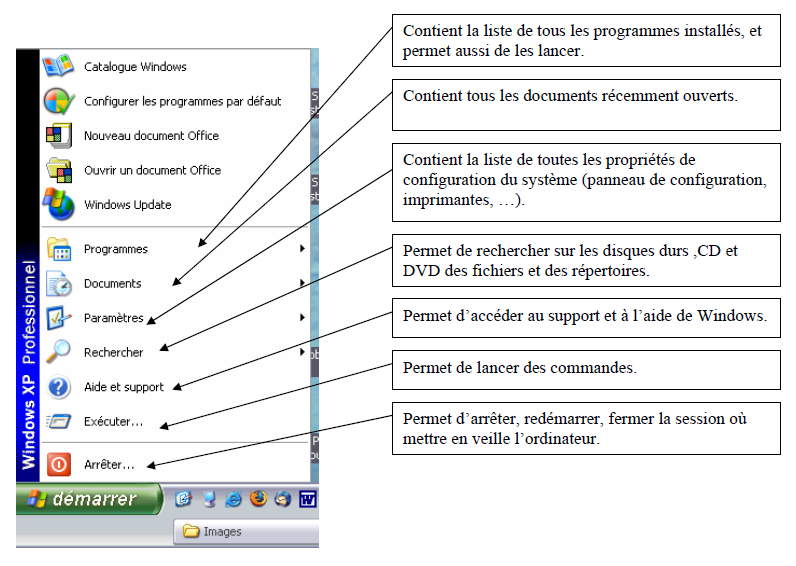 Contient la liste de tous les programmes installés, et
permet aussi de les lancer.
Contient tous les documents récemment ouverts.
Contient la liste de toutes les propriétés de
configuration du système (panneau de configuration,
imprimantes, …).
Permet de rechercher sur les disques durs ,CD et
DVD des fichiers et des répertoires.
Permet d’accéder au support et à l’aide de Windows.
Permet de lancer des commandes.
Permet d’arrêter, redémarrer, fermer la session où
mettre en veille l’ordinateur.
Catalogue Windows
Configurer les programmes par défaut
Nouveau document Office
Ouvrir un document Office
Windows Update
Programmes
Documents
Paramètres
Rechercher
Aide et support
Exécuter...
Arrêter...
Windows XP Professionnel
démarrer
W
Images